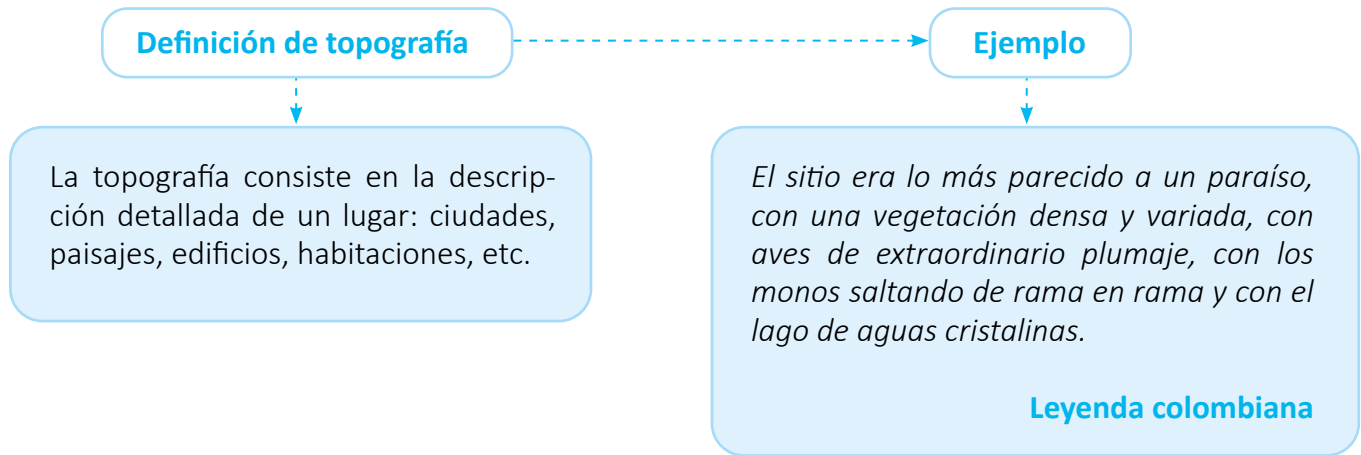 Definición de topografía
Ejemplo
La topografía consiste en la descrip-
ción detallada de un lugar: ciudades,
paisajes, edificios, habitaciones, etc.
El sitio era lo más parecido a un paraíso,
con una vegetación densa y variada, con
aves de extraordinario plumaje, con los
monos saltando de rama en rama y con el
lago de aguas cristalinas.
Leyenda colombiana